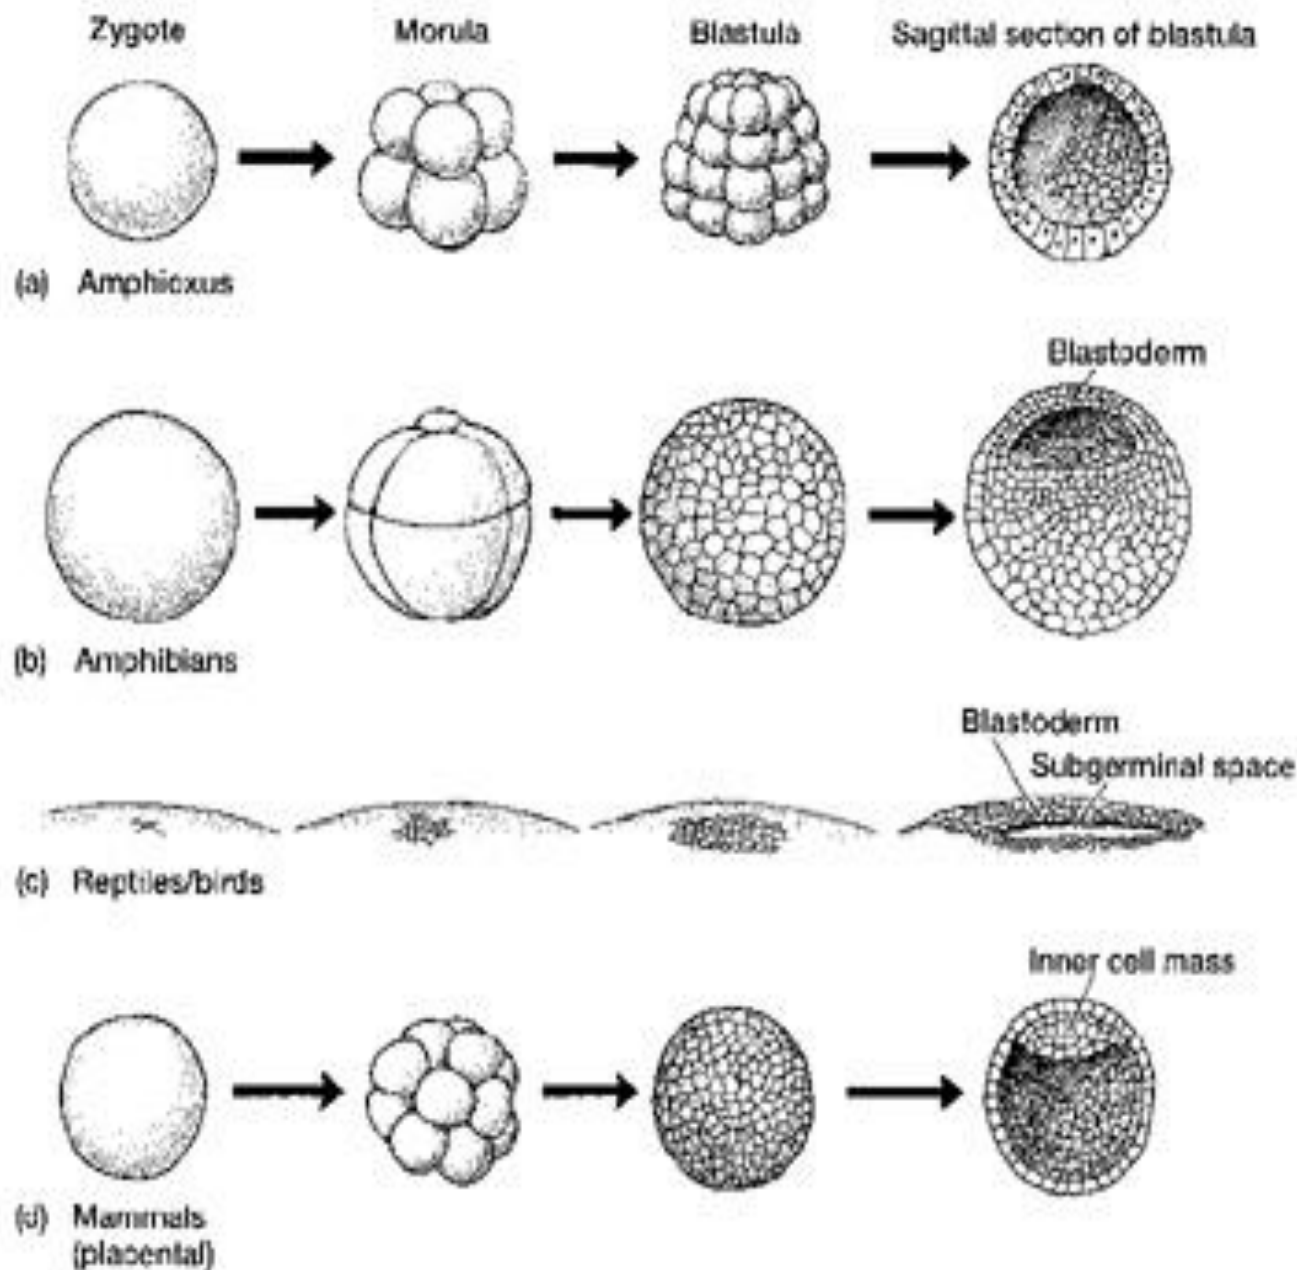 Zygote Morula Blastula Sagittal section of blastula
(a) Amphioxus
Blastoderm
(b) Amphibians
Blastoderm
Subgerminal space
(c) Reptiles/birds
Inner cell mass
(d) Mammals
(placental)